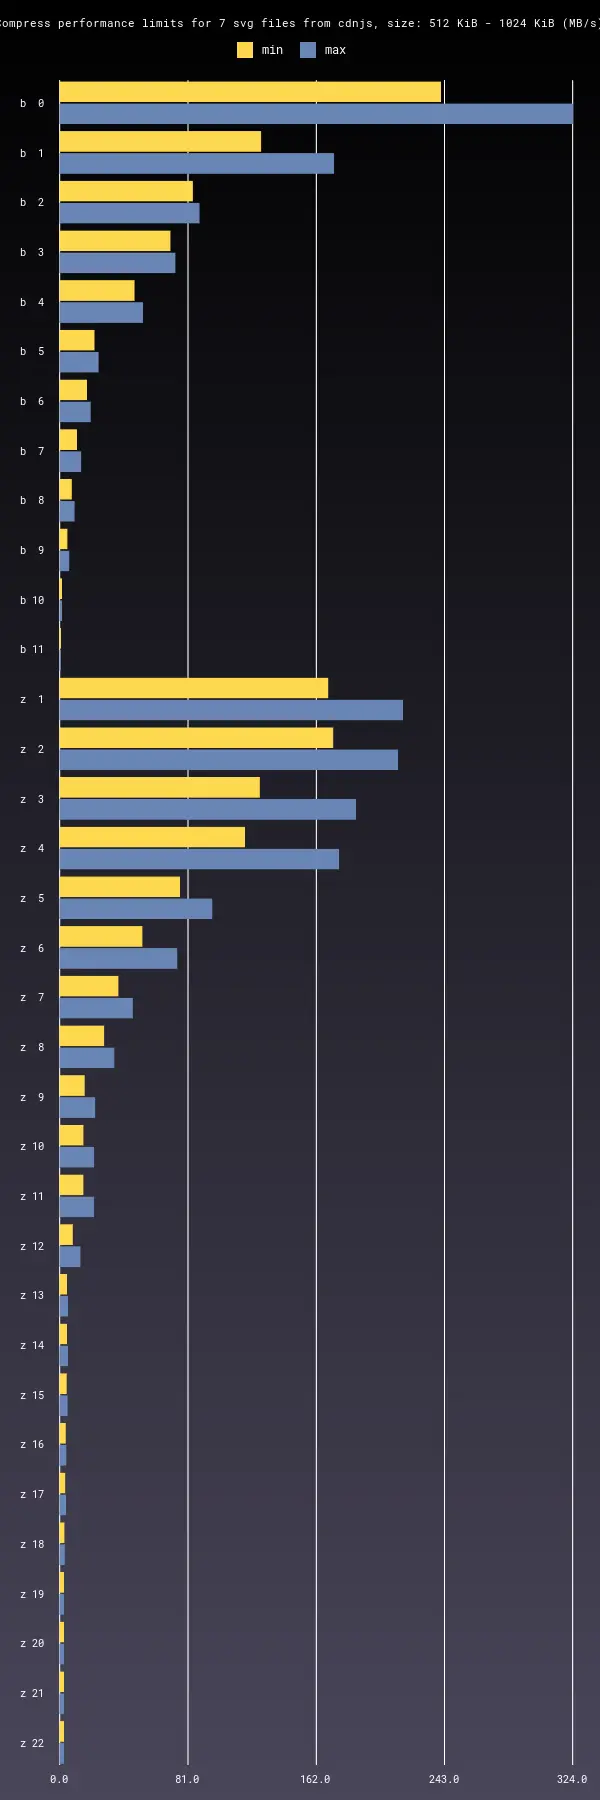 Compress performance limits for 7 svg files from cdnjs, size: 512 KiB - 1024 KiB (MB/s)
min max
b 0
b 1
b 2
b 3
b 4
b 5
b 6
b 7
b 8
b 9
b 10
b 11
z 1
z 2
z 3
z 4
z 5
z 6
z 7
z 8
z 9
z 10
z 11
z 12
z 13
z 14
z 15
z 16
z 17
z 18
z 19
z 20
z 21
z 22
0.0 81.0 162.0 243.0 324.0